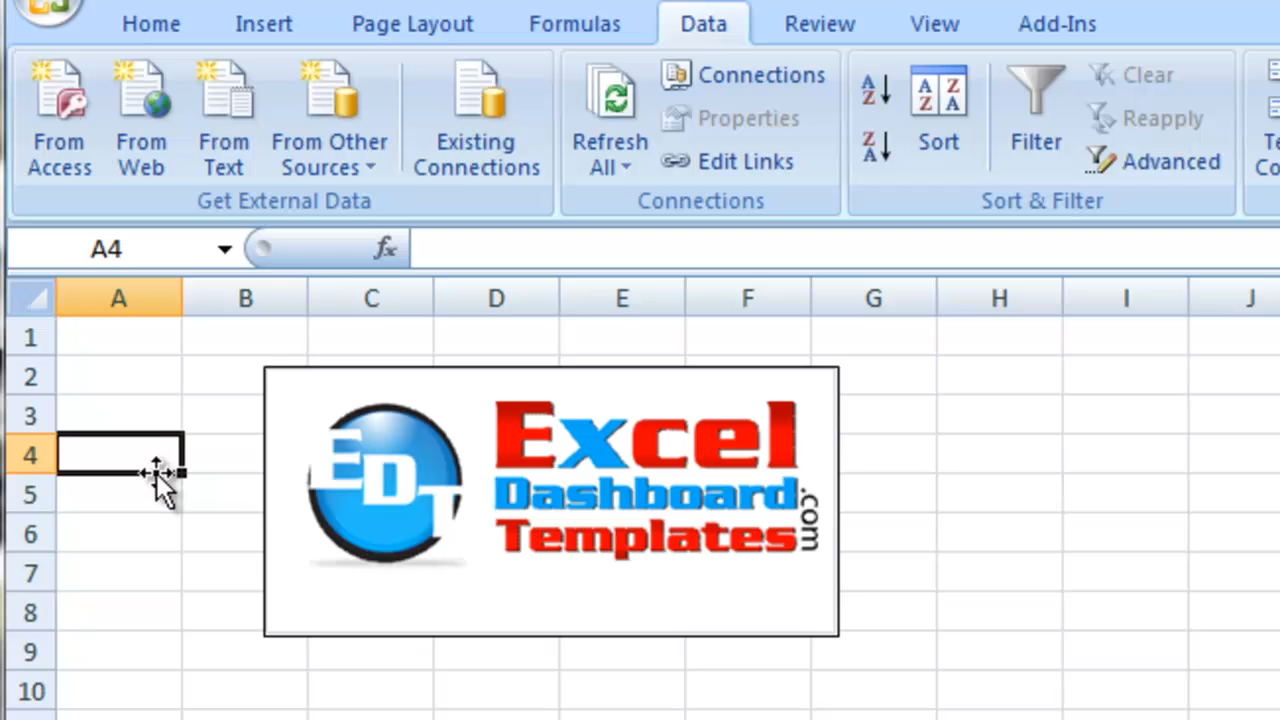 Home Insert Page Layout Formulas Data Review View Add-Ins
From Access
From Web
From Text
From Other Sources
Existing Connections
Get External Data
Refresh All
Connections
Properties
Edit Links
Connections
A Z
Z A
A Z Z A
Sort
Filter
Clear
Reapply
Advanced
Sort & Filter
A4 fx
A B C D E F G H I J
1
2
3
4
5
6
7
8
9
10
EDT
Excel
Dashboard
Templates
.com